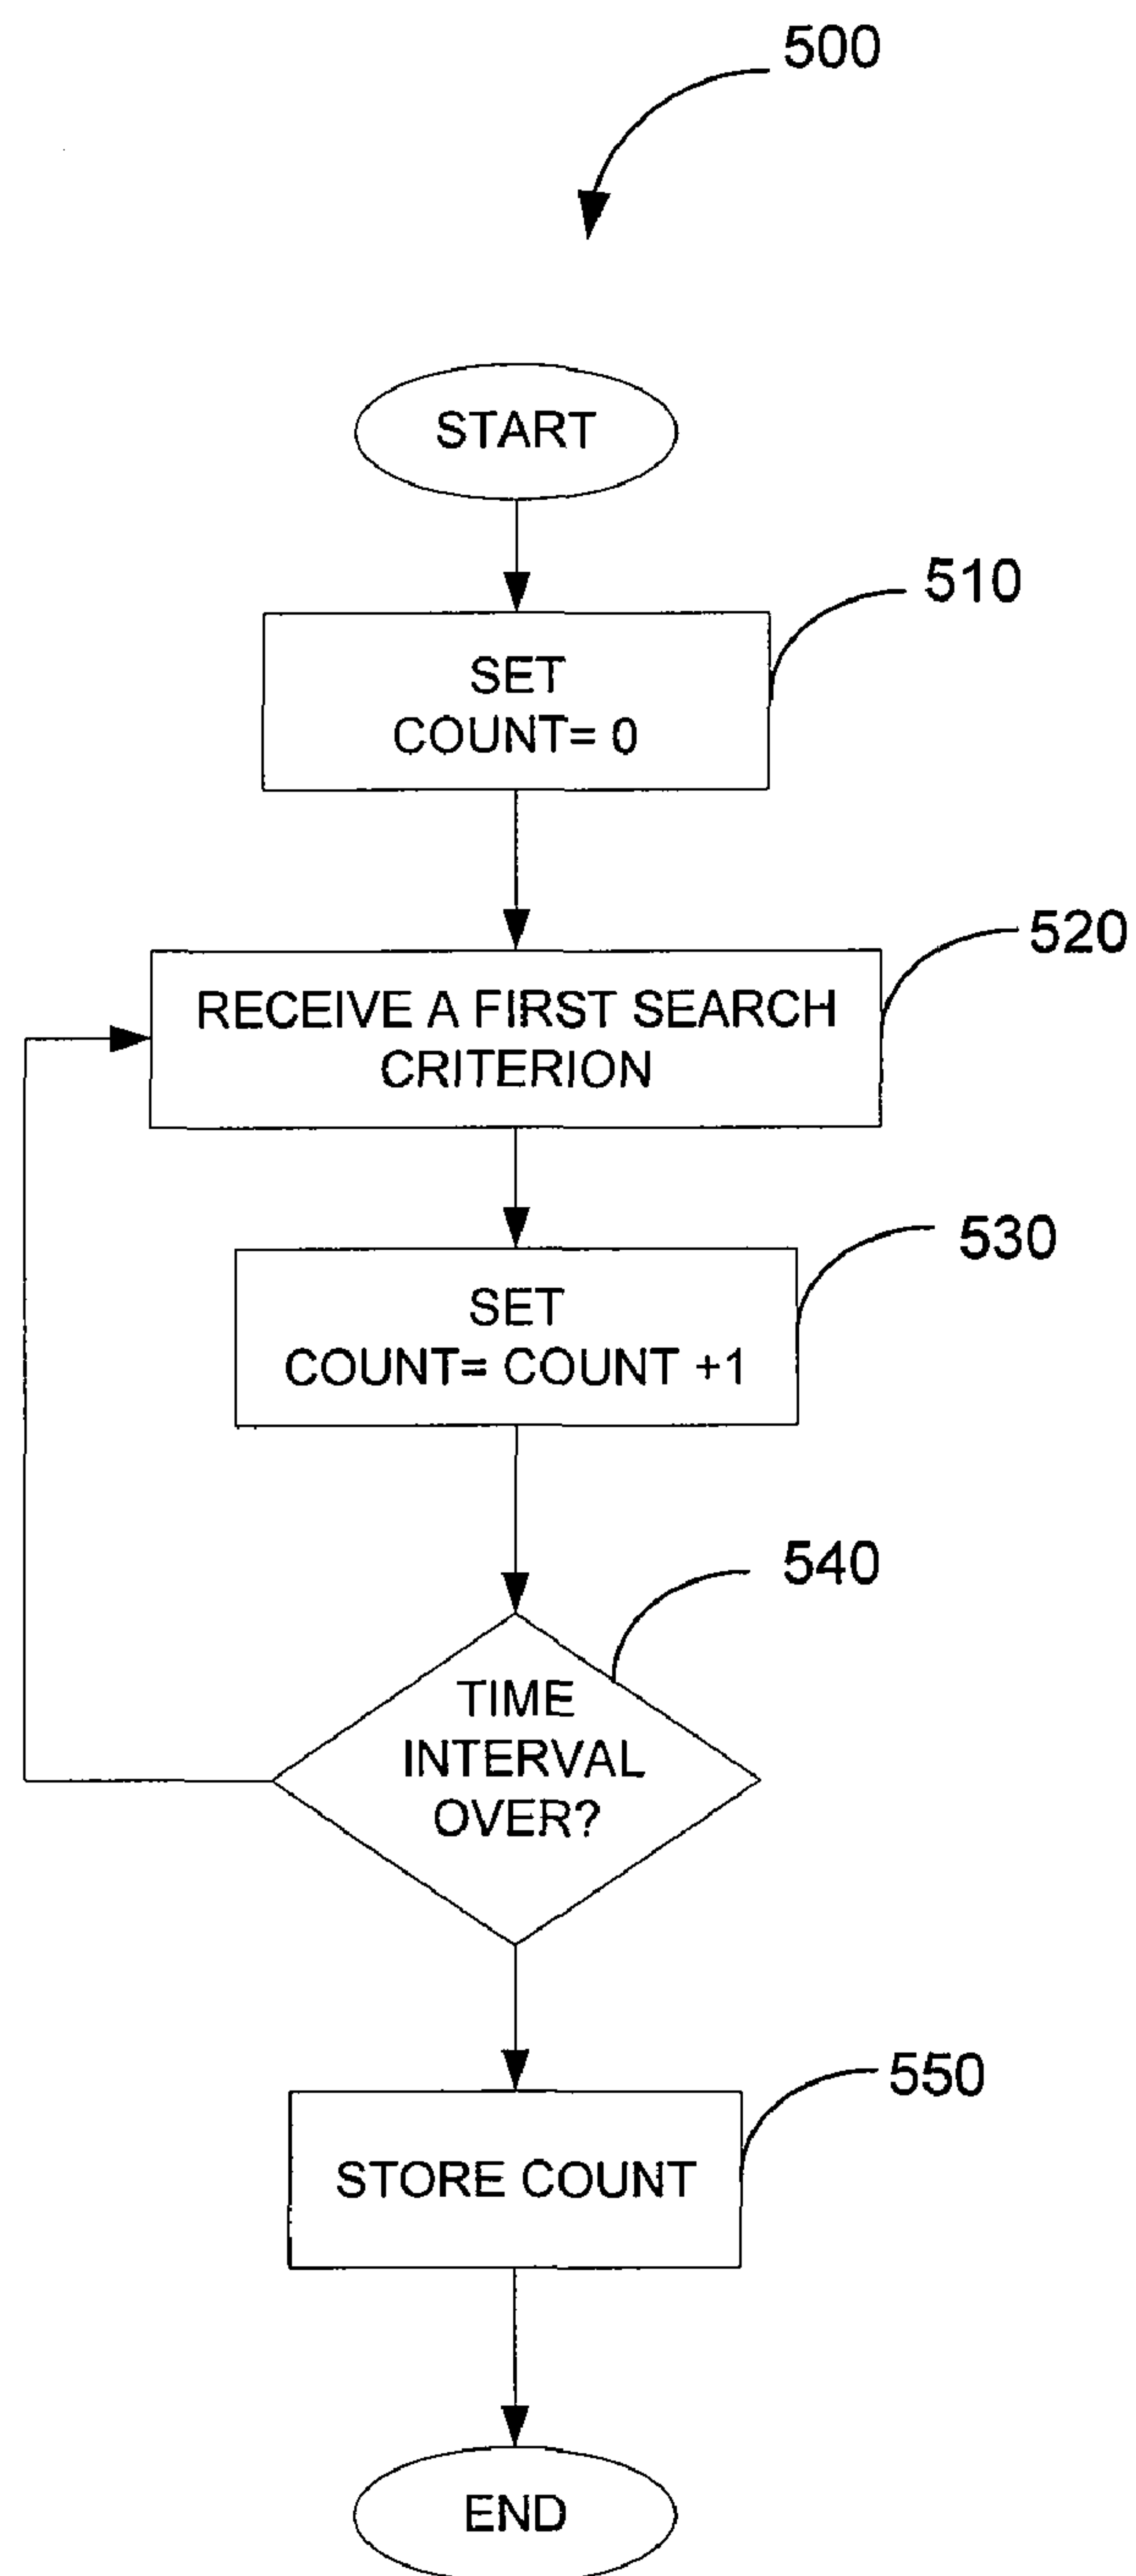 500
START
510
SET
COUNT= 0
520
RECEIVE A FIRST SEARCH
CRITERION
530
SET
COUNT= COUNT +1
540
TIME
INTERVAL
OVER?
550
STORE COUNT
END